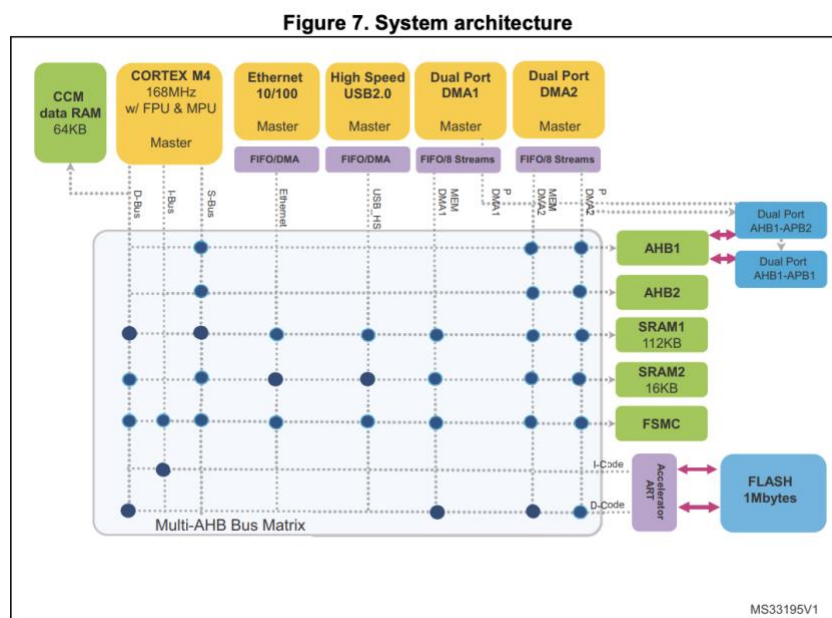 Figure 7. System architecture
CCM
data RAM
64KB
CORTEX M4
168MHz
w/ FPU & MPU
Master
Ethernet
10/100
Master
High Speed
USB2.0
Master
Dual Port
DMA1
Master
Dual Port
DMA2
Master
FIFO/DMA
FIFO/DMA
FIFO/8 Streams
FIFO/8 Streams
D-Bus
I-Bus
S-Bus
Ethernet
USB_HS
MEM
DMA1
P
DMA1
MEM
DMA2
P
DMA2
Dual Port
AHB1-APB2
Dual Port
AHB1-APB1
AHB1
AHB2
SRAM1
112KB
SRAM2
16KB
FSMC
I-Code
D-Code
Accelerator
ART
FLASH
1Mbytes
Multi-AHB Bus Matrix
MS33195V1